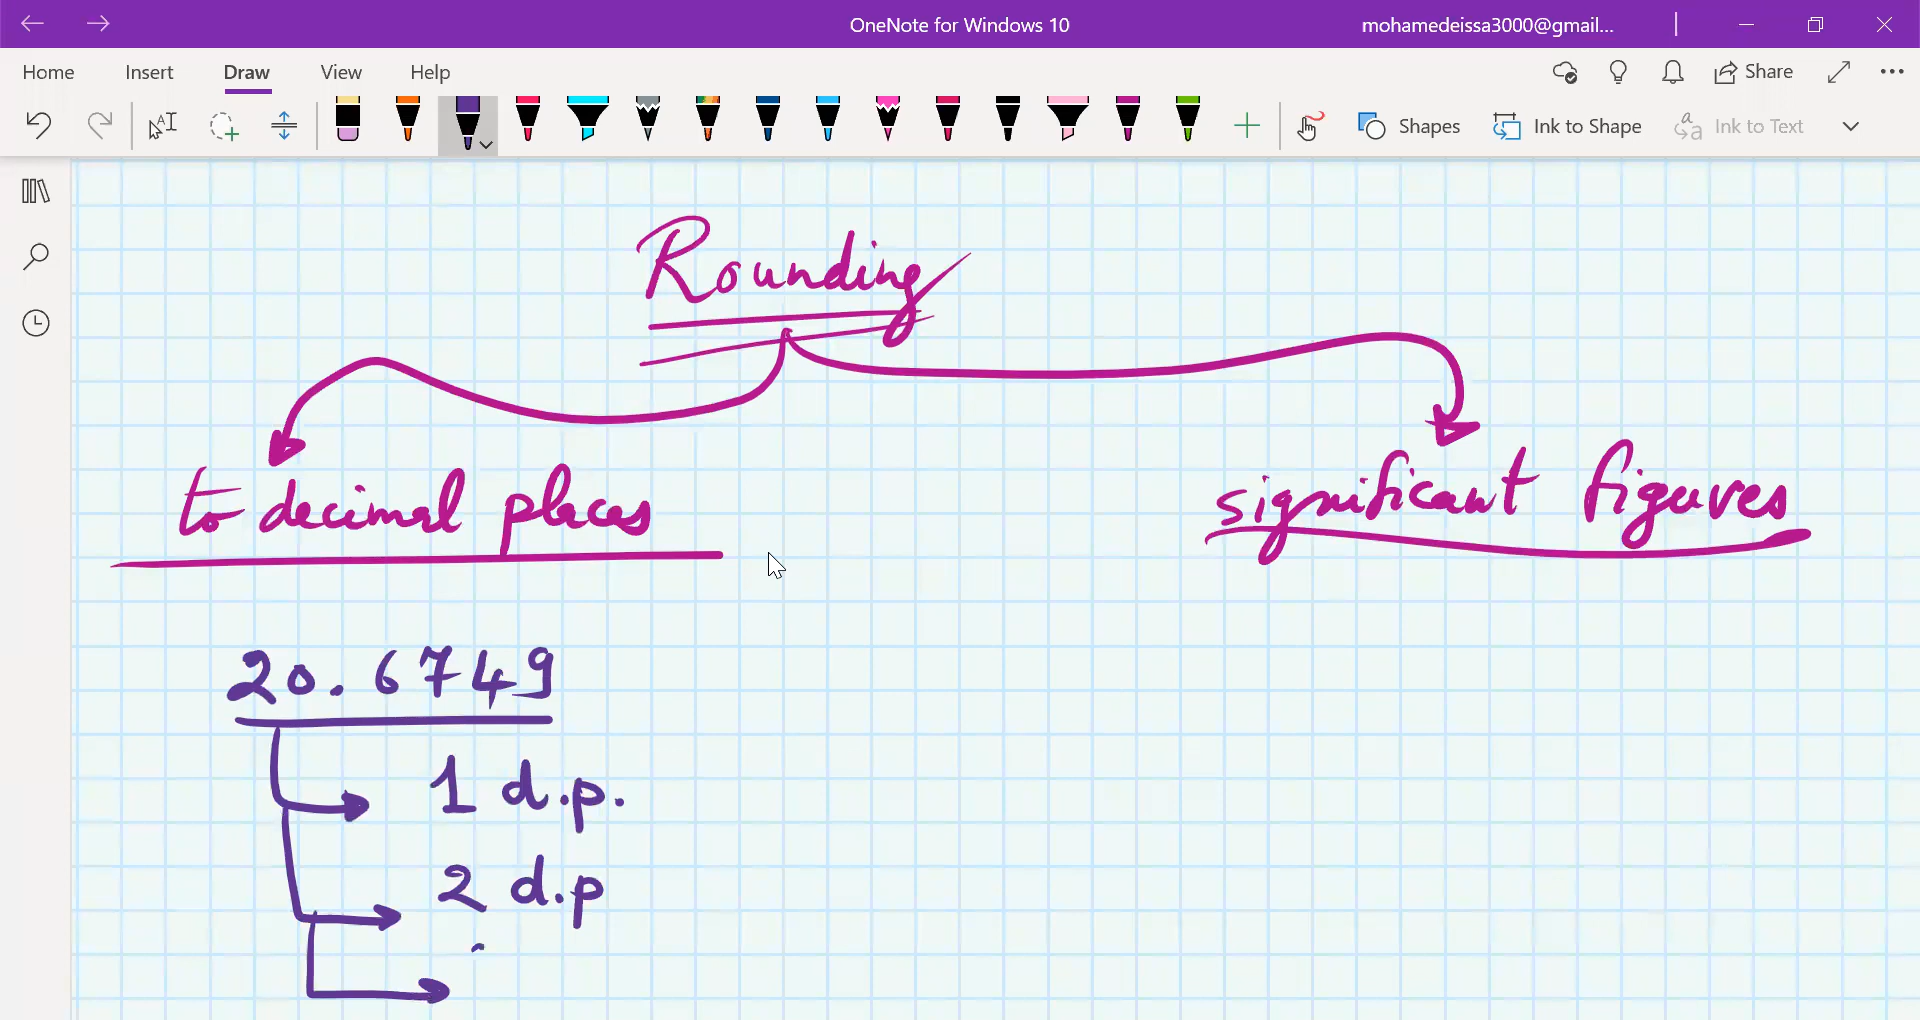 OneNote for Windows 10
mohamedeissa3000@gmail...
Home Insert Draw View Help
Share
Shapes Ink to Shape Ink to Text
Rounding
to decimal places
significant figures
20.6749
1 d.p.
2 d.p